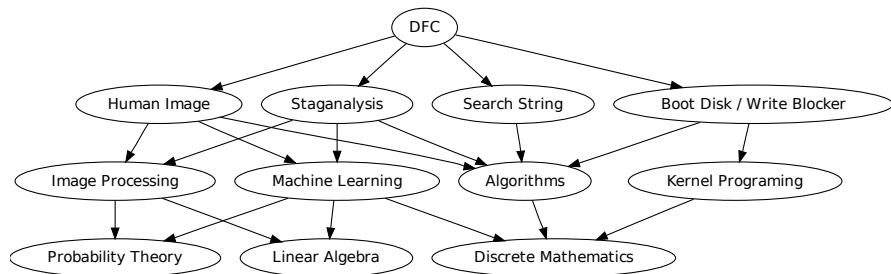 DFC
Human Image
Staganalysis
Search String
Boot Disk / Write Blocker
Image Processing
Machine Learning
Algorithms
Kernel Programing
Probability Theory
Linear Algebra
Discrete Mathematics